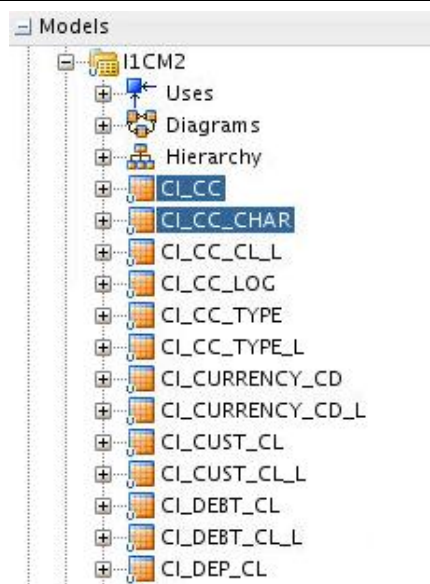 Models
I1CM2
Uses
Diagrams
Hierarchy
CI_CC
CI_CC_CHAR
CI_CC_CL_L
CI_CC_LOG
CI_CC_TYPE
CI_CC_TYPE_L
CI_CURRENCY_CD
CI_CURRENCY_CD_L
CI_CUST_CL
CI_CUST_CL_L
CI_DEBT_CL
CI_DEBT_CL_L
CI_DEP_CL